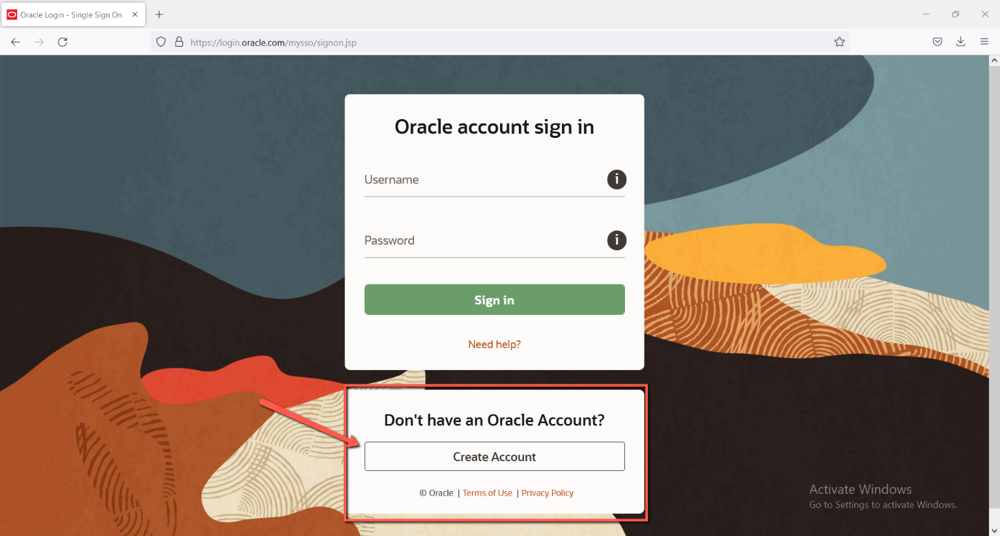 Oracle Login - Single Sign On
https://login.oracle.com/mysso/signon.jsp
Oracle account sign in
Username
i
Password
i
Sign in
Need help?
Don't have an Oracle Account?
Create Account
© Oracle | Terms of Use | Privacy Policy
Activate Windows
Go to Settings to activate Windows.